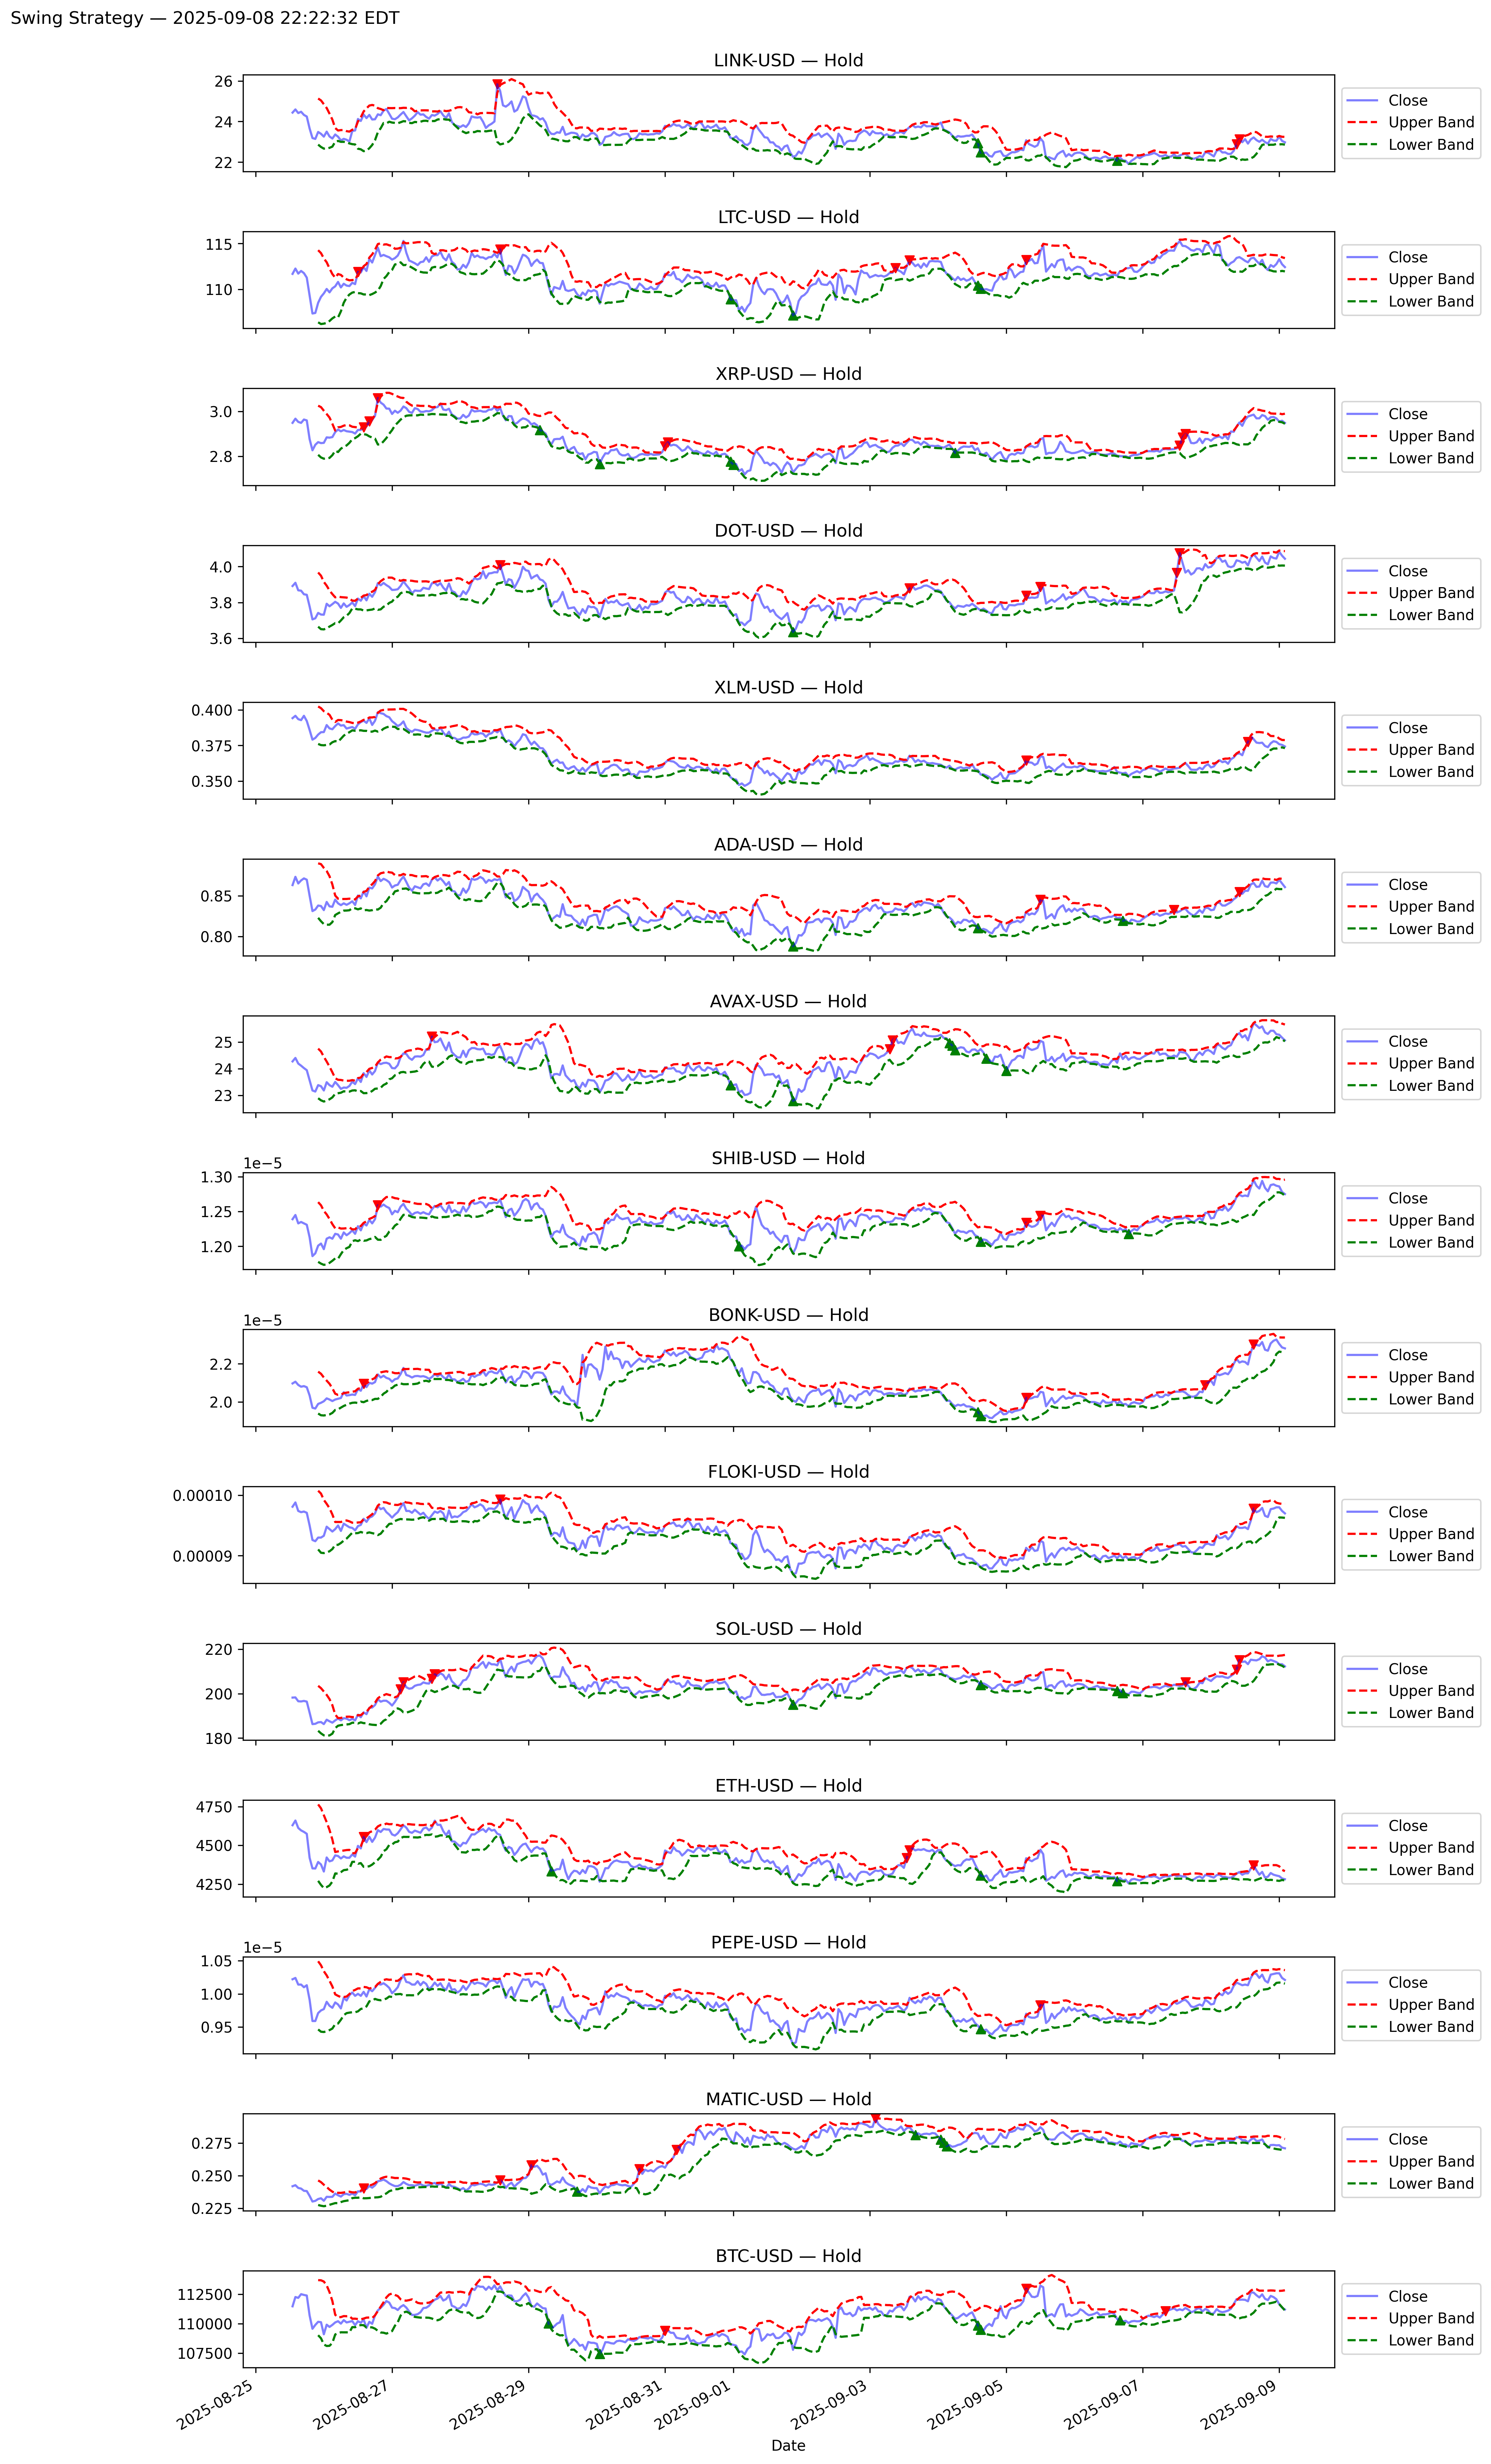 Swing Strategy — 2025-09-08 22:22:32 EDT
LINK-USD — Hold
26
24
22
Close
Upper Band
Lower Band
LTC-USD — Hold
115
110
Close
Upper Band
Lower Band
XRP-USD — Hold
3.0
2.8
Close
Upper Band
Lower Band
DOT-USD — Hold
4.0
3.8
3.6
Close
Upper Band
Lower Band
XLM-USD — Hold
0.400
0.375
0.350
Close
Upper Band
Lower Band
ADA-USD — Hold
0.85
0.80
Close
Upper Band
Lower Band
AVAX-USD — Hold
25
24
23
Close
Upper Band
Lower Band
SHIB-USD — Hold
1e−5
1.30
1.25
1.20
Close
Upper Band
Lower Band
BONK-USD — Hold
1e−5
2.2
2.0
Close
Upper Band
Lower Band
FLOKI-USD — Hold
0.00010
0.00009
Close
Upper Band
Lower Band
SOL-USD — Hold
220
200
180
Close
Upper Band
Lower Band
ETH-USD — Hold
4750
4500
4250
Close
Upper Band
Lower Band
PEPE-USD — Hold
1e−5
1.05
1.00
0.95
Close
Upper Band
Lower Band
MATIC-USD — Hold
0.275
0.250
0.225
Close
Upper Band
Lower Band
BTC-USD — Hold
112500
110000
107500
Close
Upper Band
Lower Band
2025-08-25
2025-08-27
2025-08-29
2025-08-31
2025-09-01
2025-09-03
2025-09-05
2025-09-07
2025-09-09
Date